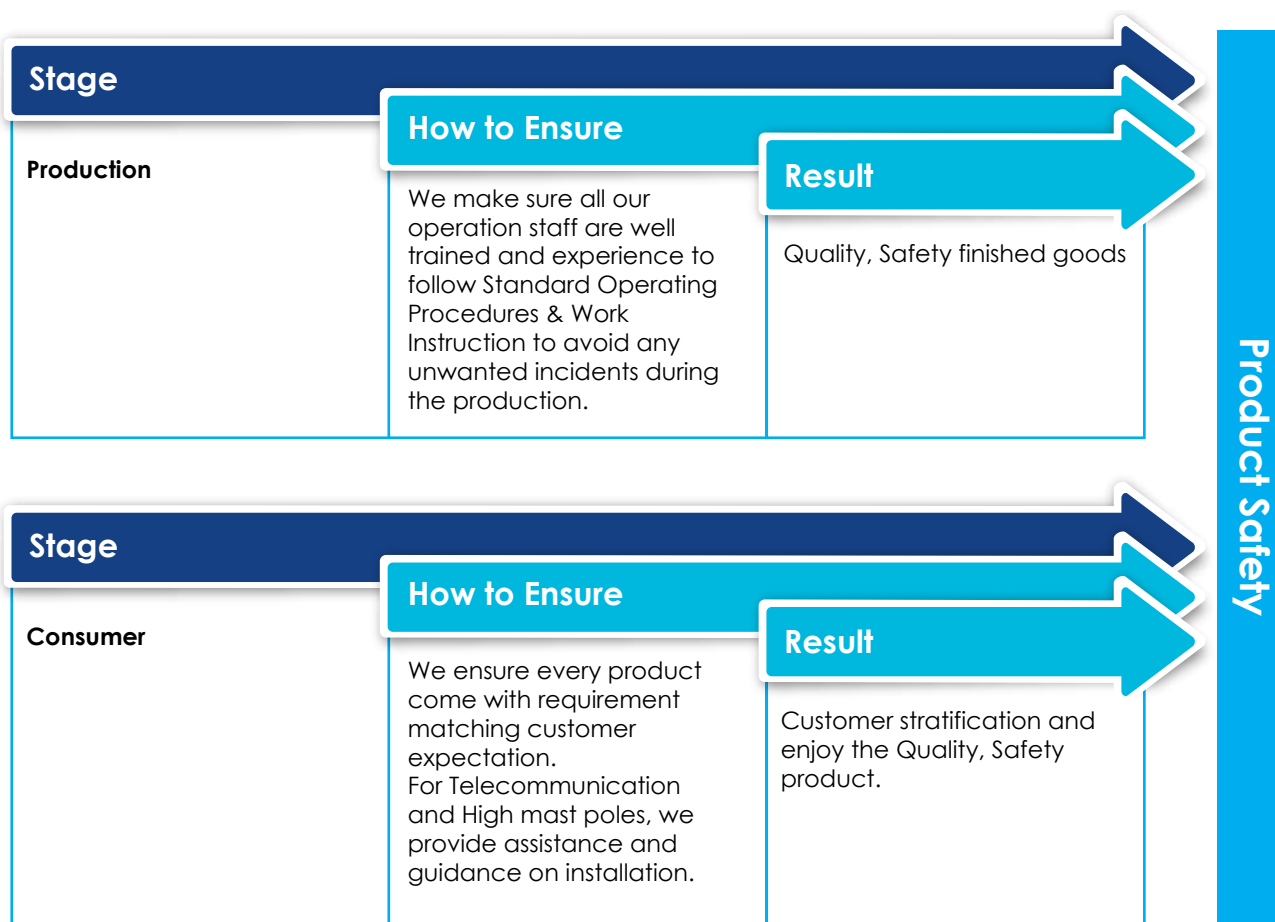 Stage
How to Ensure
Result
Production
We make sure all our
operation staff are well
trained and experience to
follow Standard Operating
Procedures & Work
Instruction to avoid any
unwanted incidents during
the production.
Quality, Safety finished goods
Stage
How to Ensure
Result
Consumer
We ensure every product
come with requirement
matching customer
expectation.
For Telecommunication
and High mast poles, we
provide assistance and
guidance on installation.
Customer stratification and
enjoy the Quality, Safety
product.
Product Safety